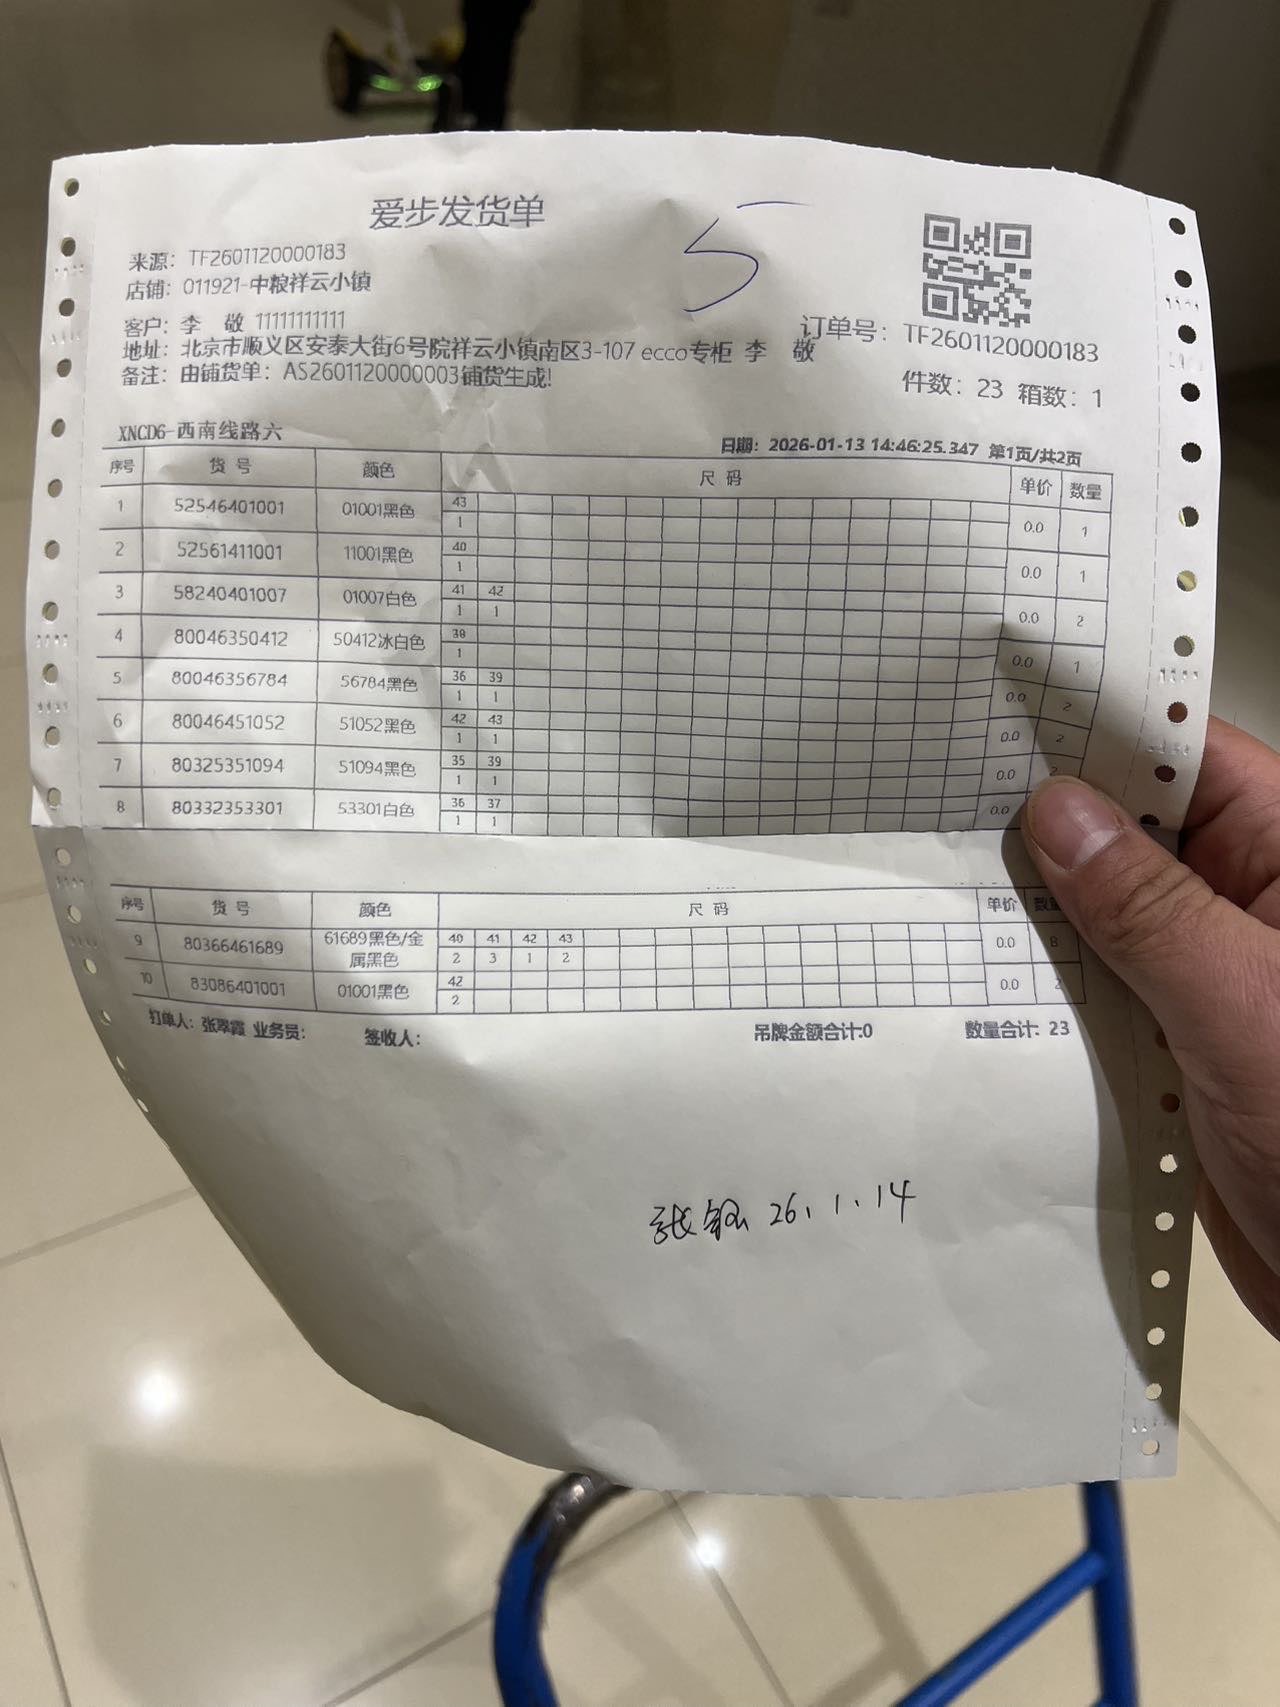 爱步发货单
5
来源：TF2601120000183
店铺：011921-中粮祥云小镇
客户：李 敬 11111111111
订单号：TF2601120000183
地址：北京市顺义区安泰大街6号院祥云小镇南区3-107 ecco专柜 李 敬
备注：由铺货单：AS2601120000003铺货生成!
件数：23 箱数：1
XNCD6-西南线路六
日期：2026-01-13 14:46:25.347 第1页/共2页
序号 货 号 颜色 尺 码 单价 数量
1 52546401001 01001黑色 43 0.0 1
1
2 52561411001 11001黑色 40 0.0 1
1
3 58240401007 01007白色 41 42 0.0 2
1 1
4 80046350412 50412冰白色 38 0.0 1
1
5 80046356784 56784黑色 36 39 0.0 2
1 1
6 80046451052 51052黑色 42 43 0.0 2
1 1
7 80325351094 51094黑色 35 39 0.0 2
1 1
8 80332353301 53301白色 36 37 0.0
1 1
序号 货 号 颜色 尺 码 单价 数量
9 80366461689 61689黑色/金属黑色 40 41 42 43 0.0 8
2 3 1 2
10 83086401001 01001黑色 42 0.0 2
2
打单人：张翠霞 业务员： 签收人： 吊牌金额合计:0 数量合计：23
26.1.14